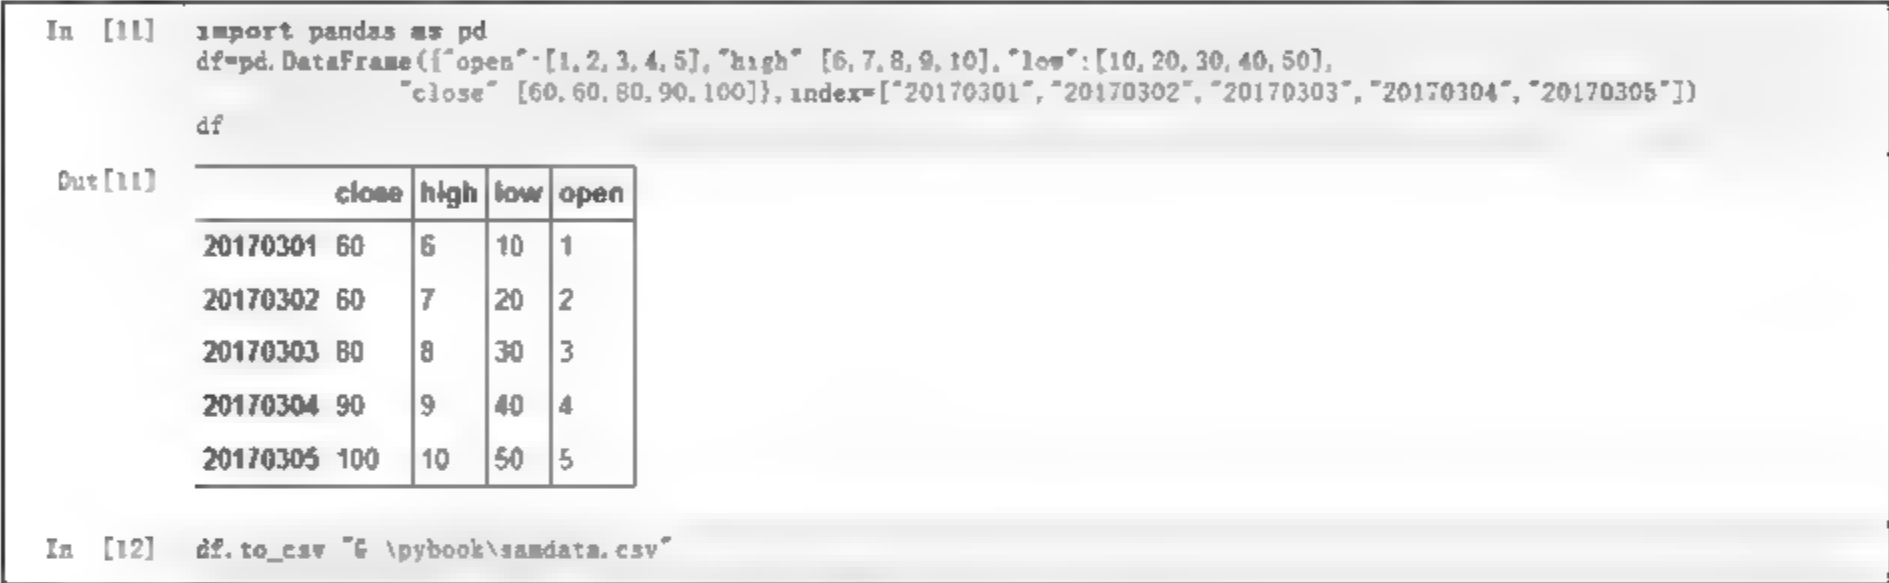 In [11] import pandas as pd
df=pd.DataFrame({"open":[1,2,3,4,5],"high" [6,7,8,9,10],"low":[10,20,30,40,50],
"close" [60,60,80,90,100]},index=["20170301","20170302","20170303","20170304","20170305"])
df
Out[11]
close high low open
20170301 60 6 10 1
20170302 60 7 20 2
20170303 80 8 30 3
20170304 90 9 40 4
20170305 100 10 50 5
In [12] df.to_csv \pybook\samdata.csv"